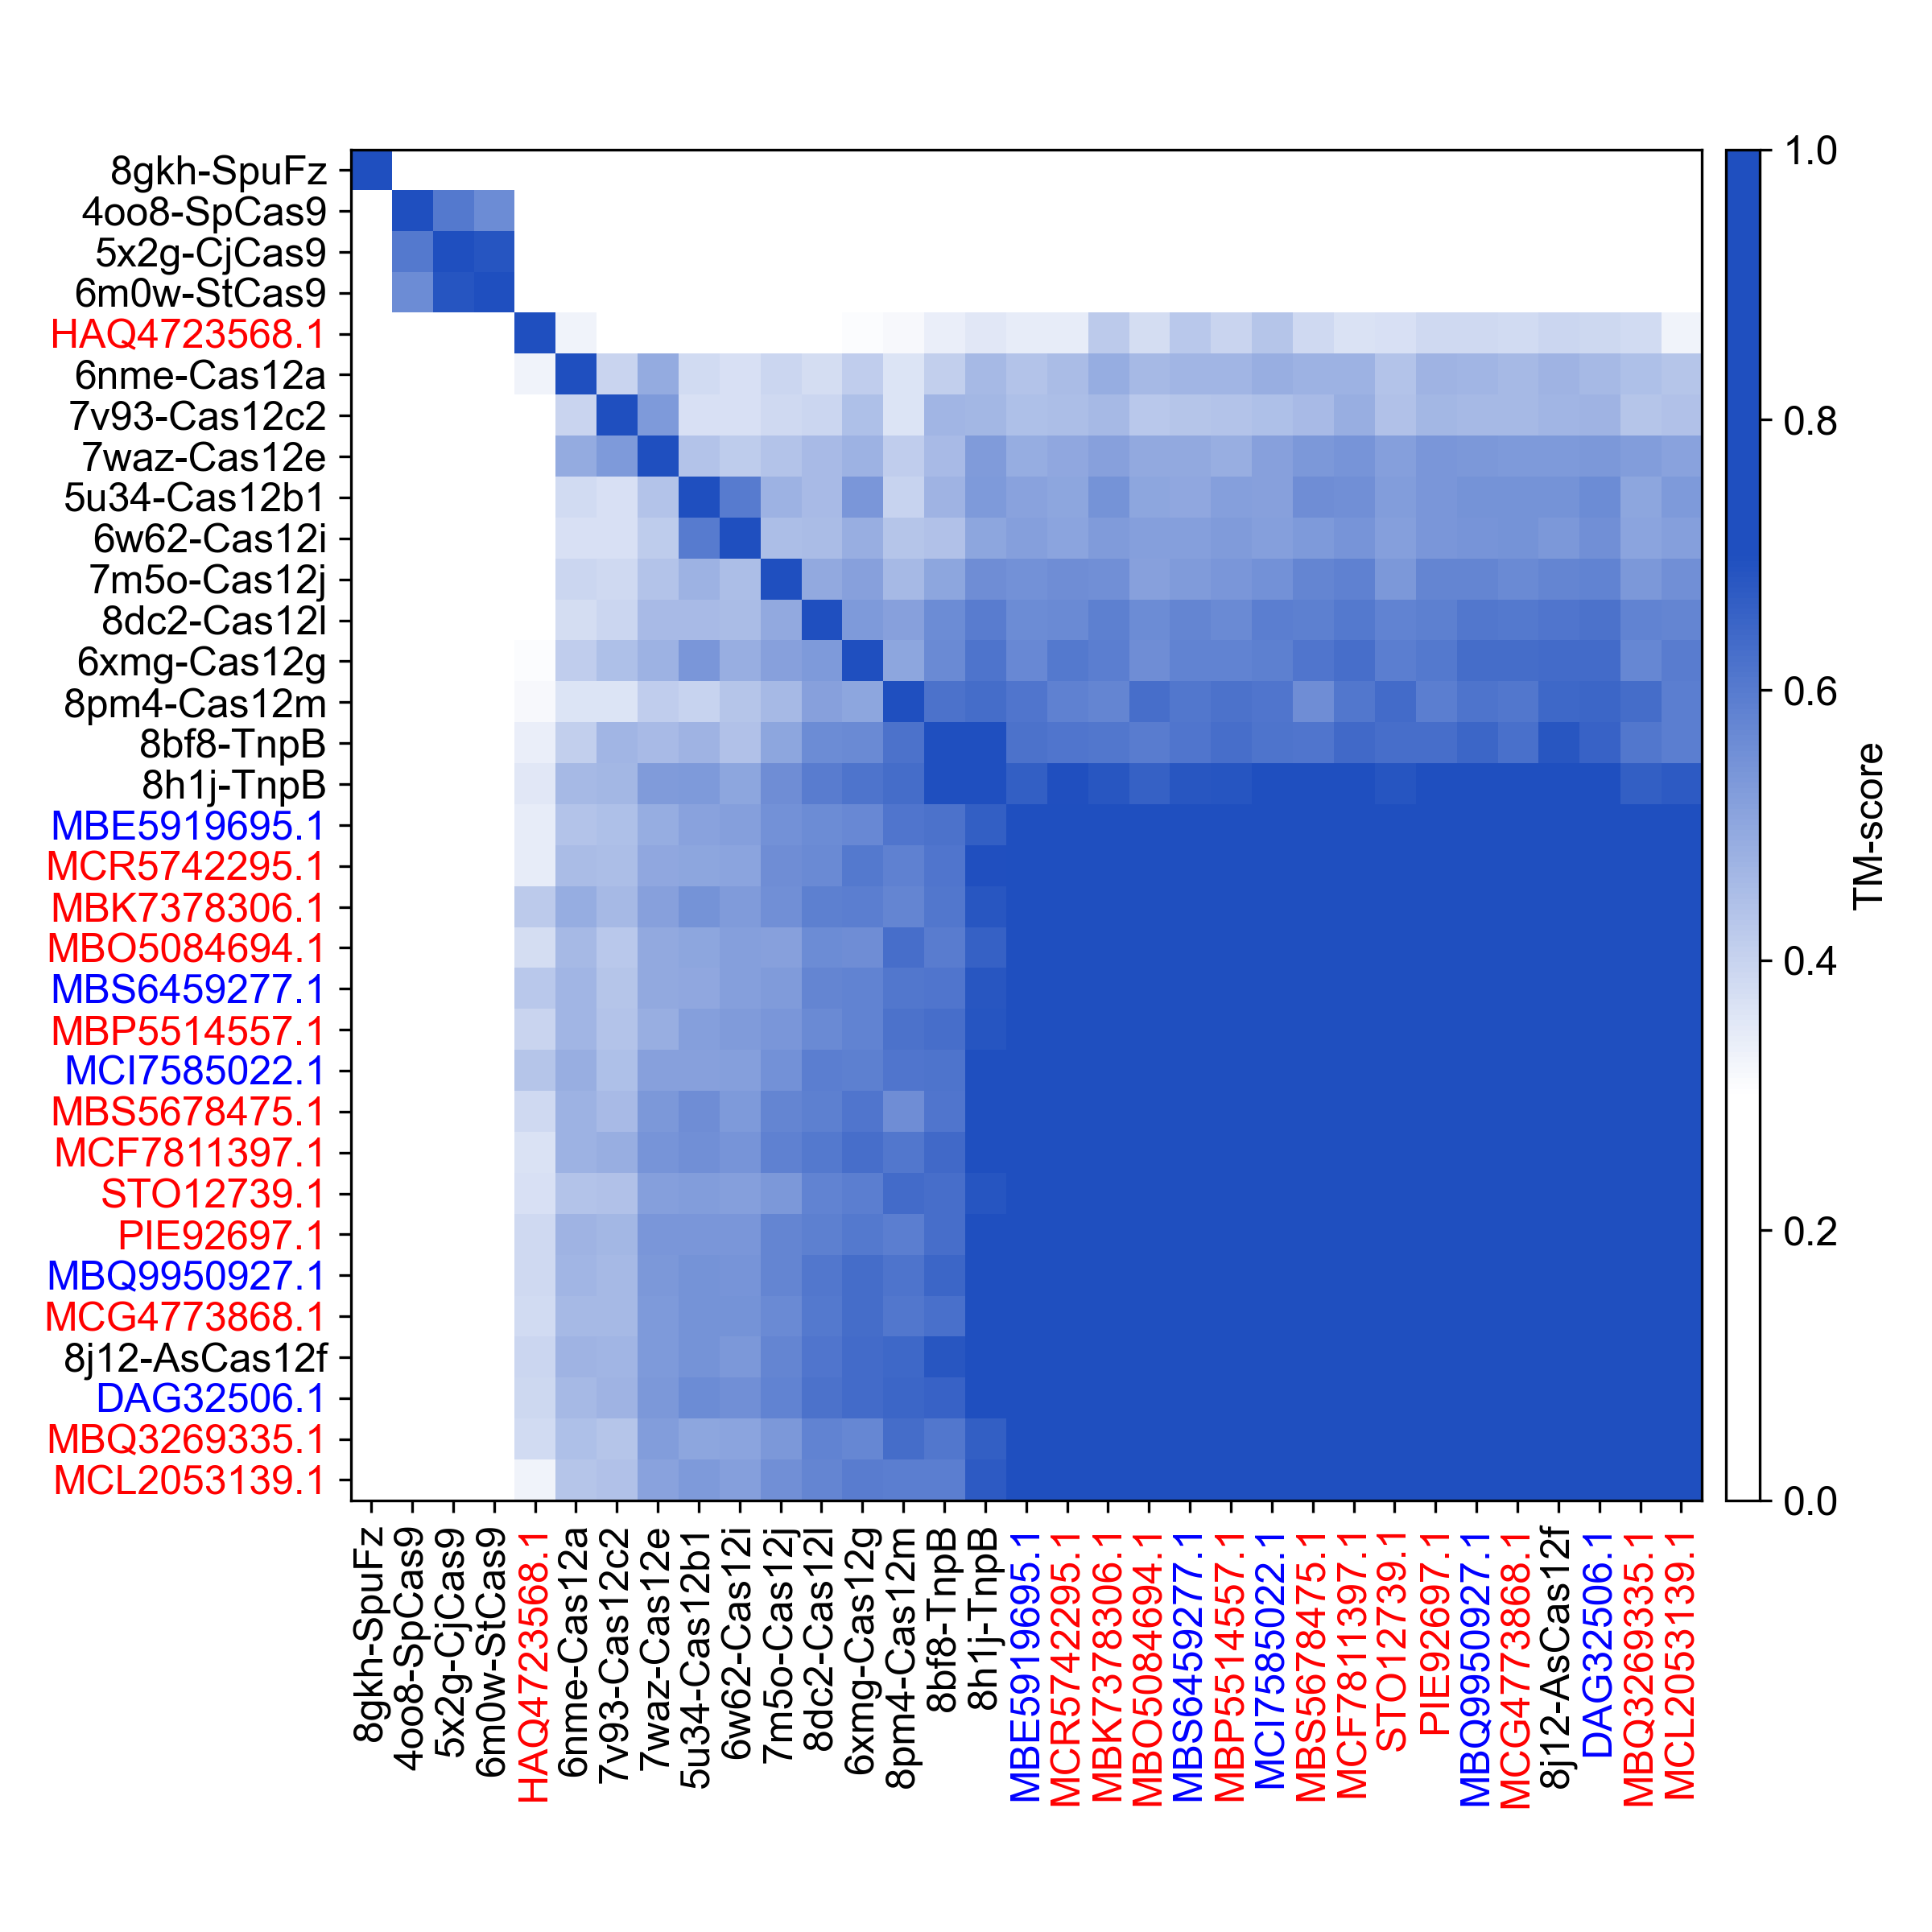 8gkh-SpuFz
4oo8-SpCas9
5x2g-CjCas9
6m0w-StCas9
HAQ4723568.1
6nme-Cas12a
7v93-Cas12c2
7waz-Cas12e
5u34-Cas12b1
6w62-Cas12i
7m5o-Cas12j
8dc2-Cas12l
6xmg-Cas12g
8pm4-Cas12m
8bf8-TnpB
8h1j-TnpB
MBE5919695.1
MCR5742295.1
MBK7378306.1
MBO5084694.1
MBS6459277.1
MBP5514557.1
MCI7585022.1
MBS5678475.1
MCF7811397.1
STO12739.1
PIE92697.1
MBQ9950927.1
MCG4773868.1
8j12-AsCas12f
DAG32506.1
MBQ3269335.1
MCL2053139.1
8gkh-SpuFz
4oo8-SpCas9
5x2g-CjCas9
6m0w-StCas9
HAQ4723568.1
6nme-Cas12a
7v93-Cas12c2
7waz-Cas12e
5u34-Cas12b1
6w62-Cas12i
7m5o-Cas12j
8dc2-Cas12l
6xmg-Cas12g
8pm4-Cas12m
8bf8-TnpB
8h1j-TnpB
MBE5919695.1
MCR5742295.1
MBK7378306.1
MBO5084694.1
MBS6459277.1
MBP5514557.1
MCI7585022.1
MBS5678475.1
MCF7811397.1
STO12739.1
PIE92697.1
MBQ9950927.1
MCG4773868.1
8j12-AsCas12f
DAG32506.1
MBQ3269335.1
MCL2053139.1
1.0
0.8
0.6
0.4
0.2
0.0
TM-score